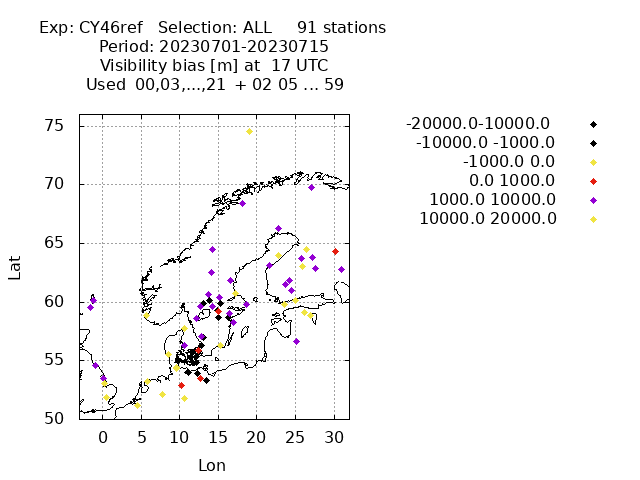 Exp: CY46ref   Selection: ALL     91 stations
Period: 20230701-20230715
Visibility bias [m] at  17 UTC
Used  00,03,...,21  + 02 05 ... 59
-20000.0-10000.0
-10000.0 -1000.0
-1000.0 0.0
0.0 1000.0
1000.0 10000.0
10000.0 20000.0
75
70
65
60
55
50
Lat
0 5 10 15 20 25 30
Lon